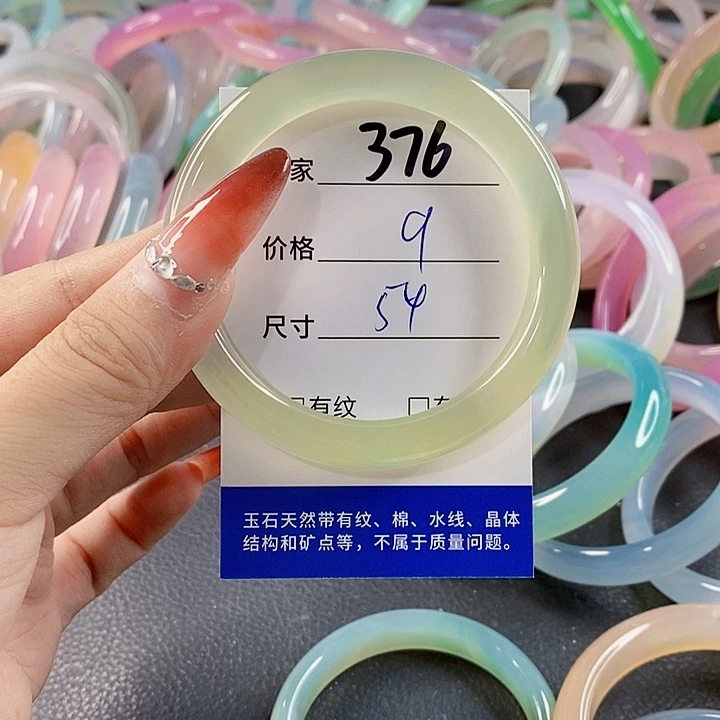 家 376
价格 9
尺寸 54
有纹
玉石天然带有纹、棉、水线、晶体
结构和矿点等，不属于质量问题。